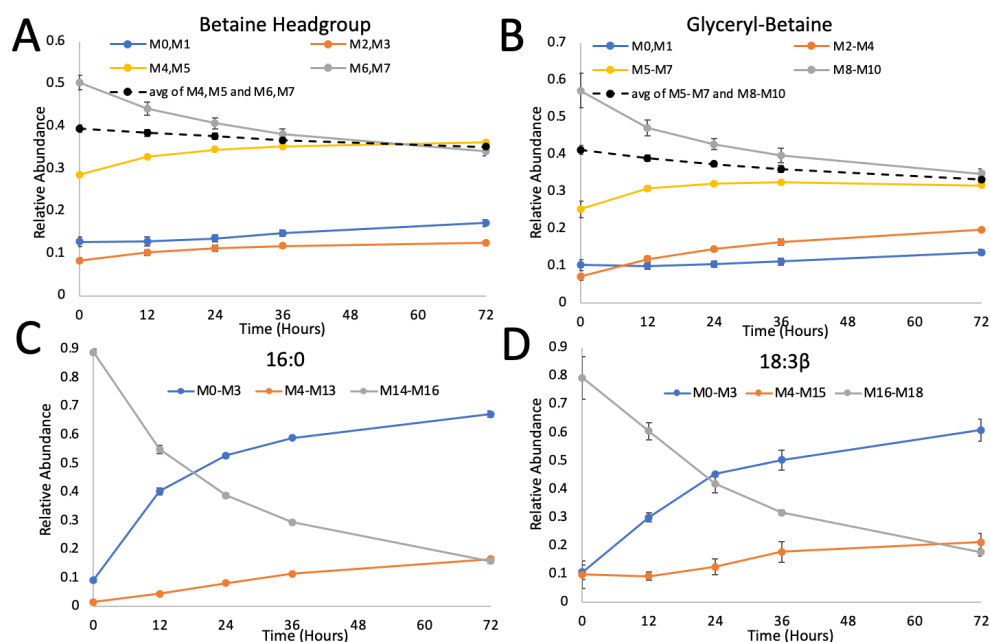 A
Betaine Headgroup
M0,M1
M2,M3
M4,M5
M6,M7
avg of M4,M5 and M6,M7
Relative Abundance
0.6
0.5
0.4
0.3
0.2
0.1
0
0 12 24 36 48 60 72
Time (Hours)
B
Glyceryl-Betaine
M0,M1
M2-M4
M5-M7
M8-M10
avg of M5-M7 and M8-M10
Relative Abundance
0.7
0.6
0.5
0.4
0.3
0.2
0.1
0
0 12 24 36 48 60 72
Time (Hours)
C
16:0
M0-M3 M4-M13 M14-M16
Relative Abundance
0.9
0.8
0.7
0.6
0.5
0.4
0.3
0.2
0.1
0
0 12 24 36 48 60 72
Time (Hours)
D
18:3β
M0-M3 M4-M15 M16-M18
Relative Abundance
0.9
0.8
0.7
0.6
0.5
0.4
0.3
0.2
0.1
0
0 12 24 36 48 60 72
Time (Hours)